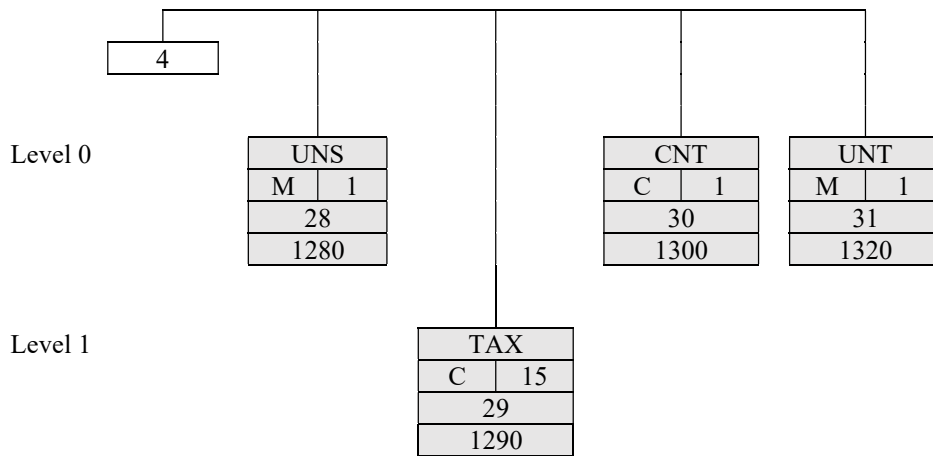 4
Level 0
UNS
M 1
28
1280
CNT
C 1
30
1300
UNT
M 1
31
1320
Level 1
TAX
C 15
29
1290